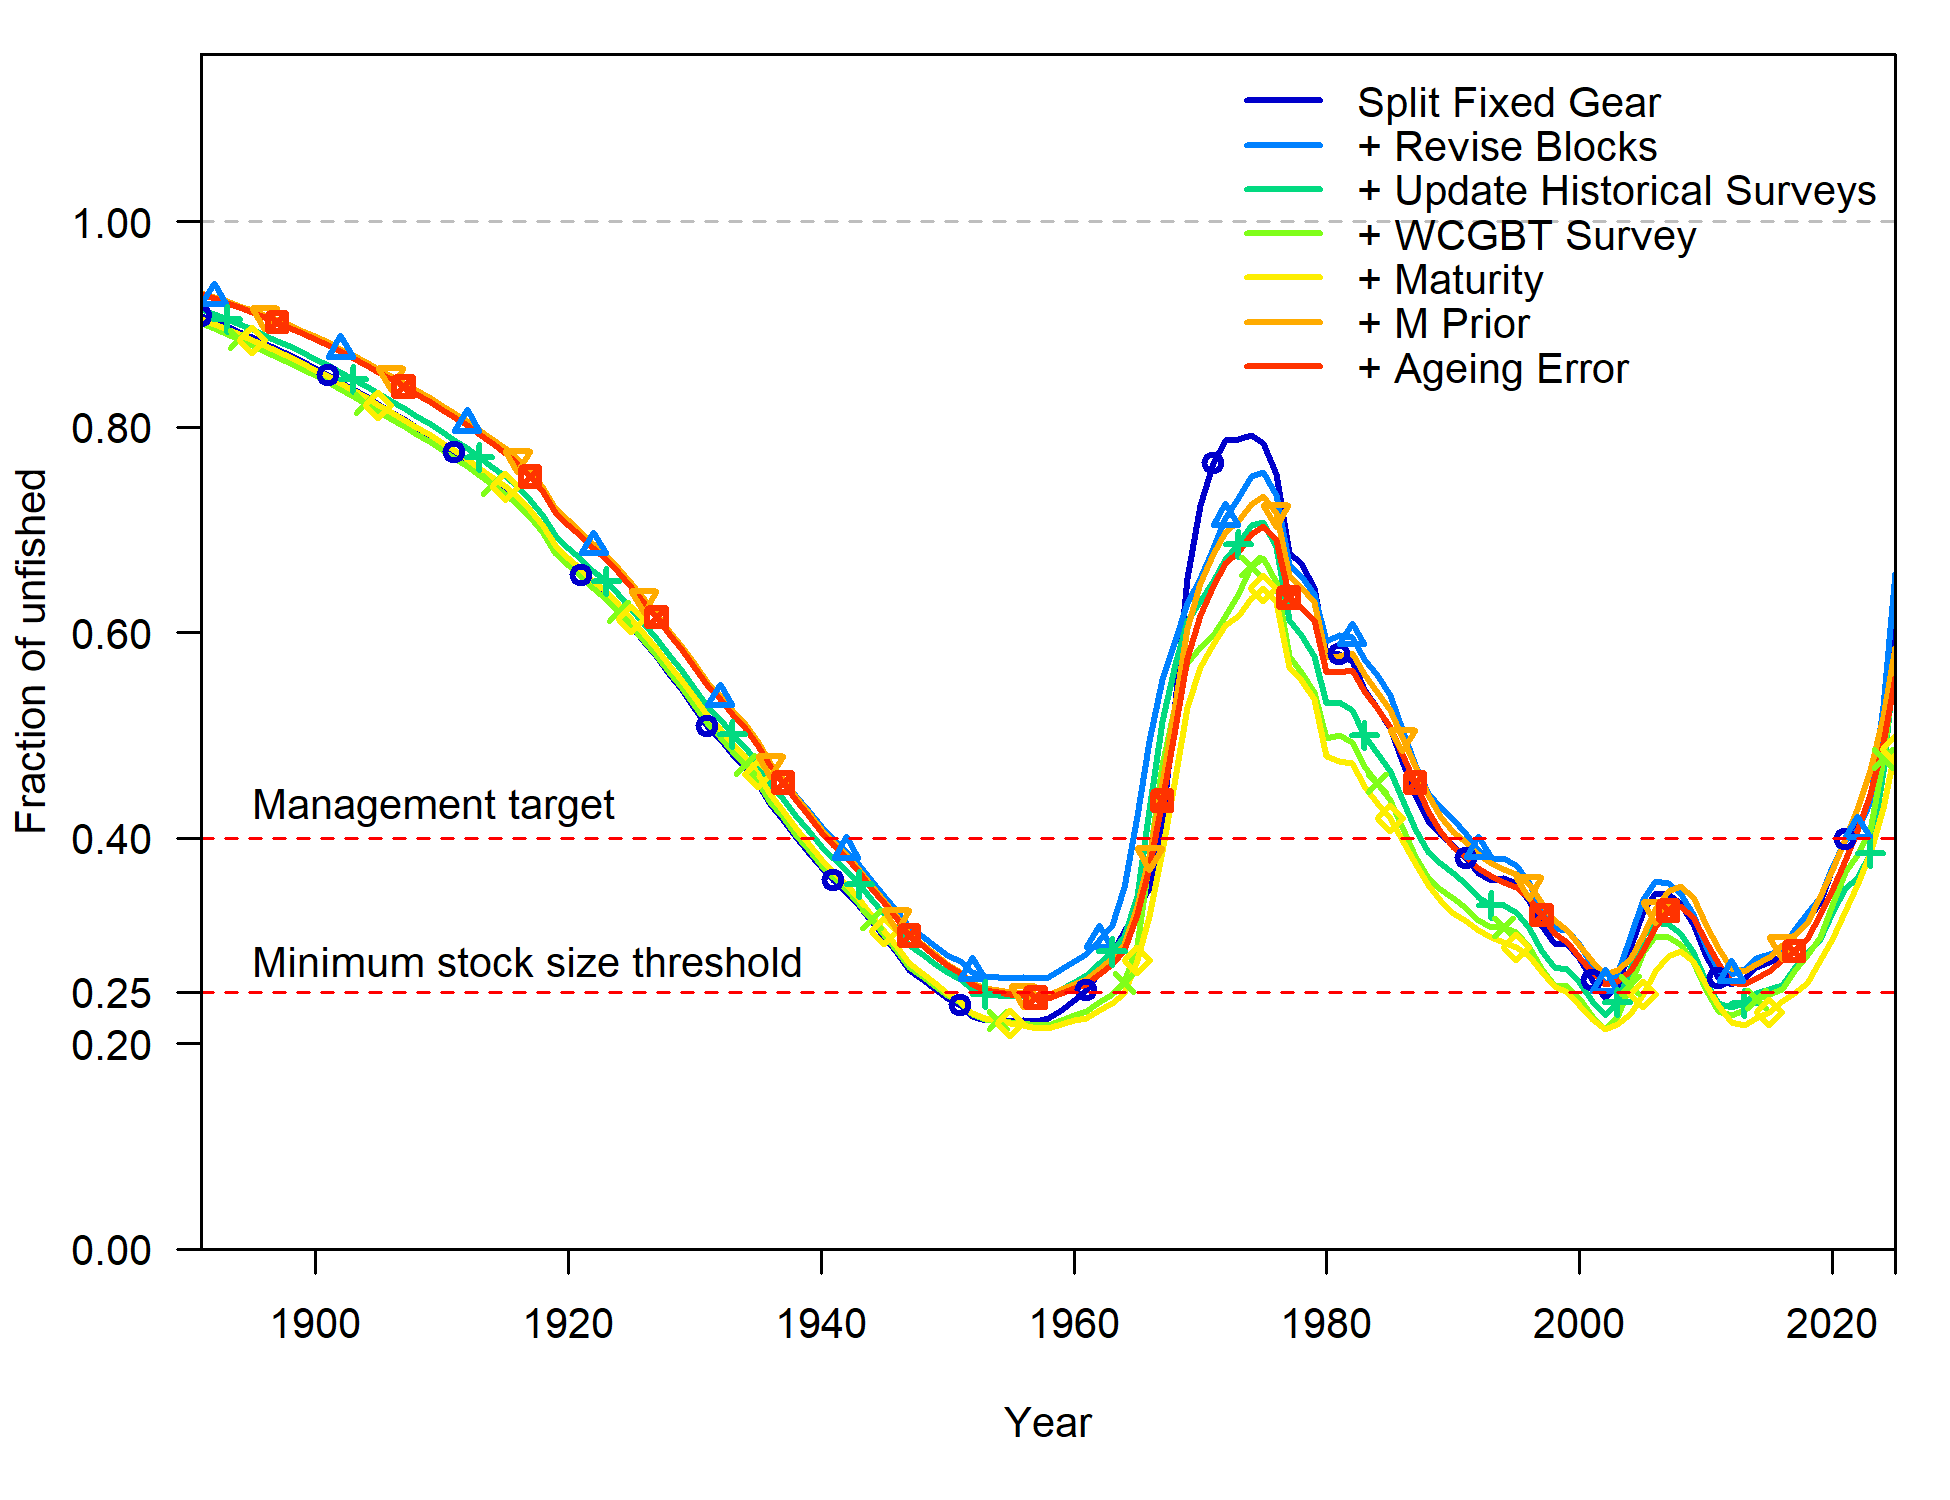 Split Fixed Gear
+ Revise Blocks
+ Update Historical Surveys
+ WCGBT Survey
+ Maturity
+ M Prior
+ Ageing Error
Fraction of unfished
1.00
0.80
0.60
0.40
0.25
0.20
0.00
Management target
Minimum stock size threshold
1900 1920 1940 1960 1980 2000 2020
Year